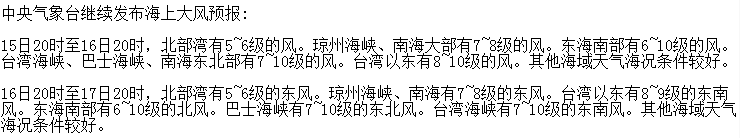 中央气象台继续发布海上大风预报:
15日20时至16日20时，北部湾有5~6级的风。琼州海峡、南海大部有7~8级的风。东海南部有6~10级的风。
台湾海峡、巴士海峡、南海东北部有7~10级的风。台湾以东有8~10级的风。其他海域天气海况条件较好。
16日20时至17日20时，北部湾有5~6级的东风。琼州海峡、南海有7~8级的东风。台湾以东有8~9级的东南
风。东海南部有6~10级的北风。巴士海峡有7~10级的东北风。台湾海峡有7~10级的东南风。其他海域天气
海况条件较好。